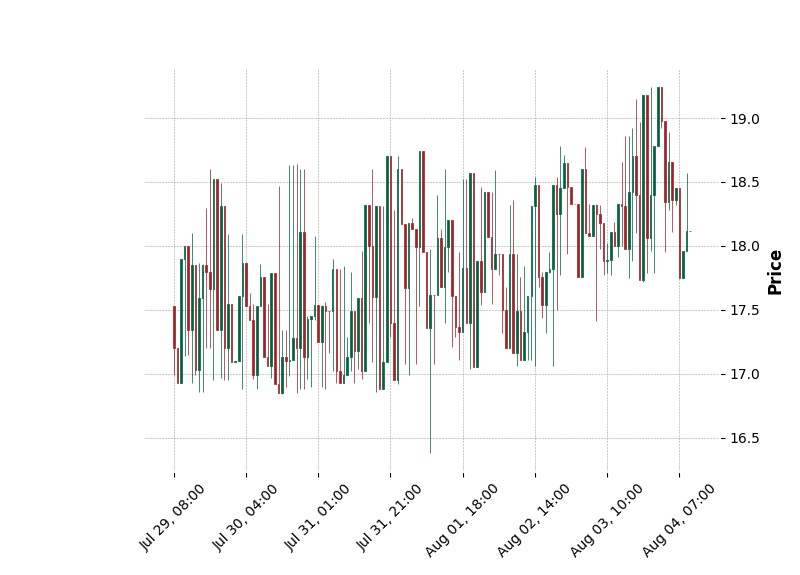 19.0
18.5
18.0
17.5
17.0
16.5
Price
Jul 29, 08:00
Jul 30, 04:00
Jul 31, 01:00
Jul 31, 21:00
Aug 01, 18:00
Aug 02, 14:00
Aug 03, 10:00
Aug 04, 07:00